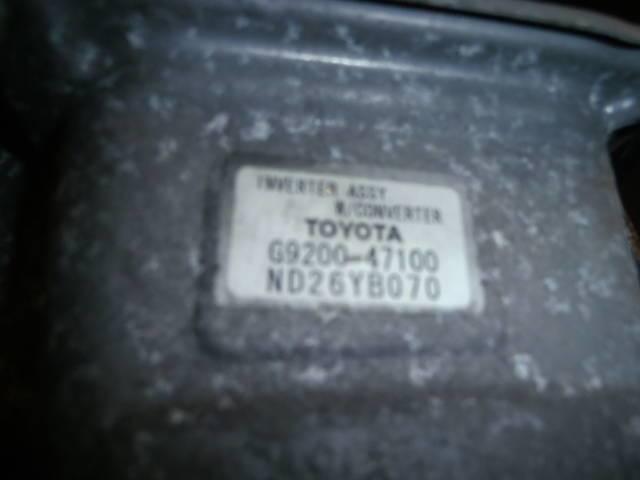 INVERTER ASSY
W/CONVERTER
TOYOTA
G9200-47100
ND26YB070